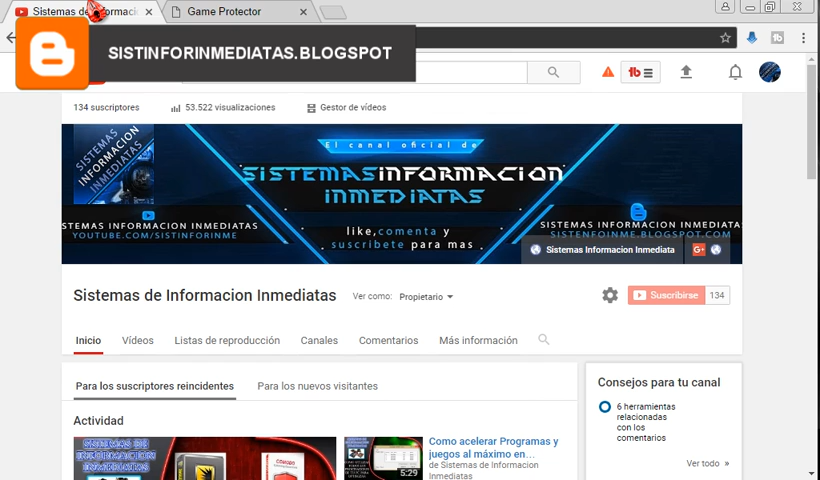 Sistemas de
Game Protector
SISTINFORINMEDIATAS.BLOGSPOT
134 suscriptores
53.522 visualizaciones
Gestor de vídeos
SISTEMAS
INFORMACION
INMEDIATAS
El canal oficial de
SISTEMASINFORMACION
INMEDIATAS
like,comenta y
suscribete para mas
STEMAS INFORMACION INMEDIATAS
YOUTUBE.COM/SISTINFORINME
SISTEMAS INFORMACION INMEDIATAS
SISTENFOINME.BLOGSPOT.COM
Sistemas Informacion Inmediata
G+
Sistemas de Informacion Inmediatas
Ver como:
Propietario
Suscribirse
134
Inicio
Vídeos
Listas de reproducción
Canales
Comentarios
Más información
Para los suscriptores reincidentes
Para los nuevos visitantes
Actividad
SISTEMAS
DE
INFORMACION
INMEDIATAS
COMODO
5:29
Como acelerar Programas y
juegos al máximo en…
de Sistemas de Informacion
Inmediatas
Consejos para tu canal
6 herramientas
relacionadas
con los
comentarios
Ver todo »